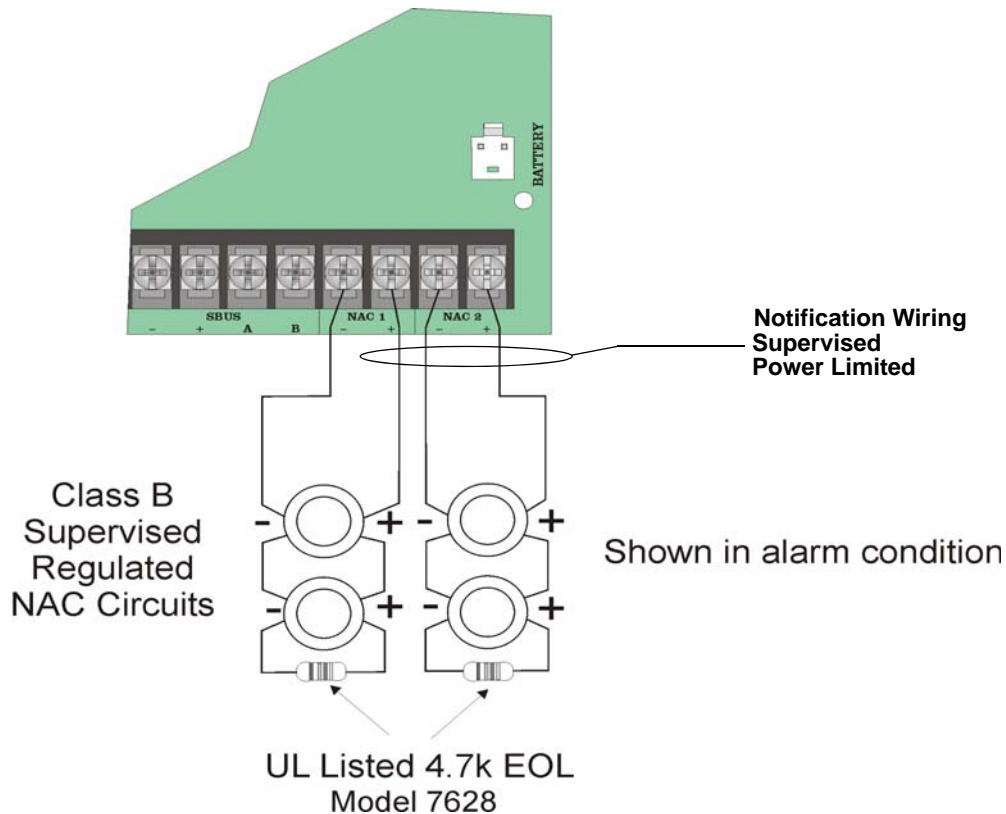 BATTERY
SBUS NAC 1 NAC 2
- + A B - + - +
Notification Wiring
Supervised
Power Limited
Class B
Supervised
Regulated
NAC Circuits
- + - +
Shown in alarm condition
- + - +
UL Listed 4.7k EOL
Model 7628